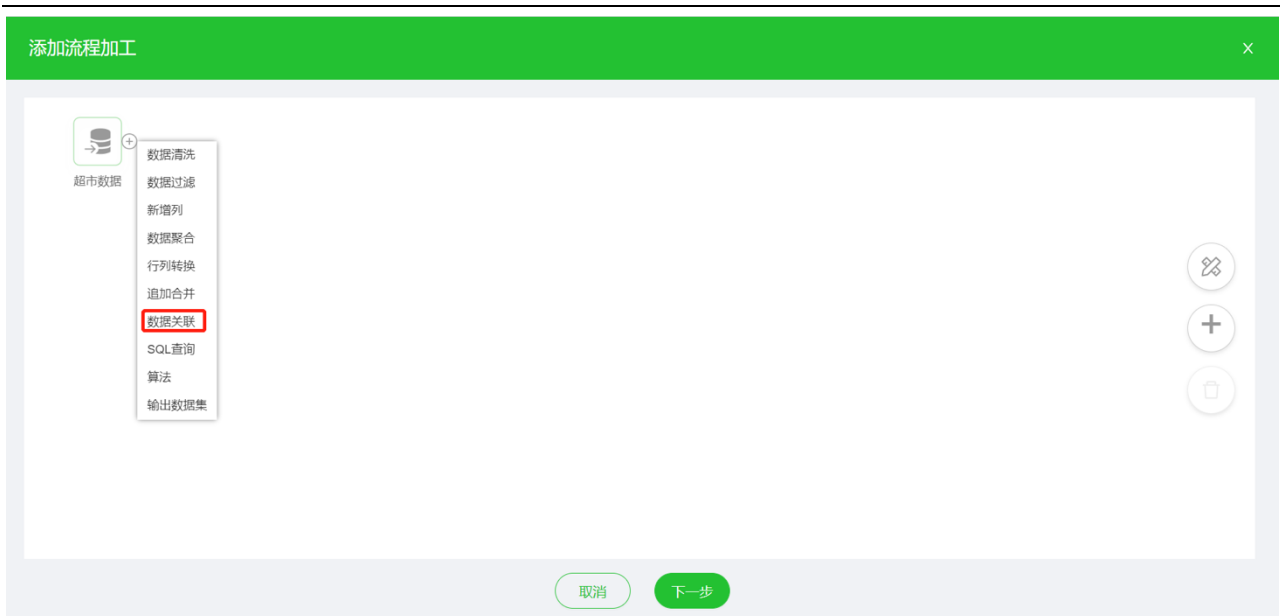 添加流程加工
X
超市数据
数据清洗
数据过滤
新增列
数据聚合
行列转换
追加合并
数据关联
SQL查询
算法
输出数据集
取消
下一步